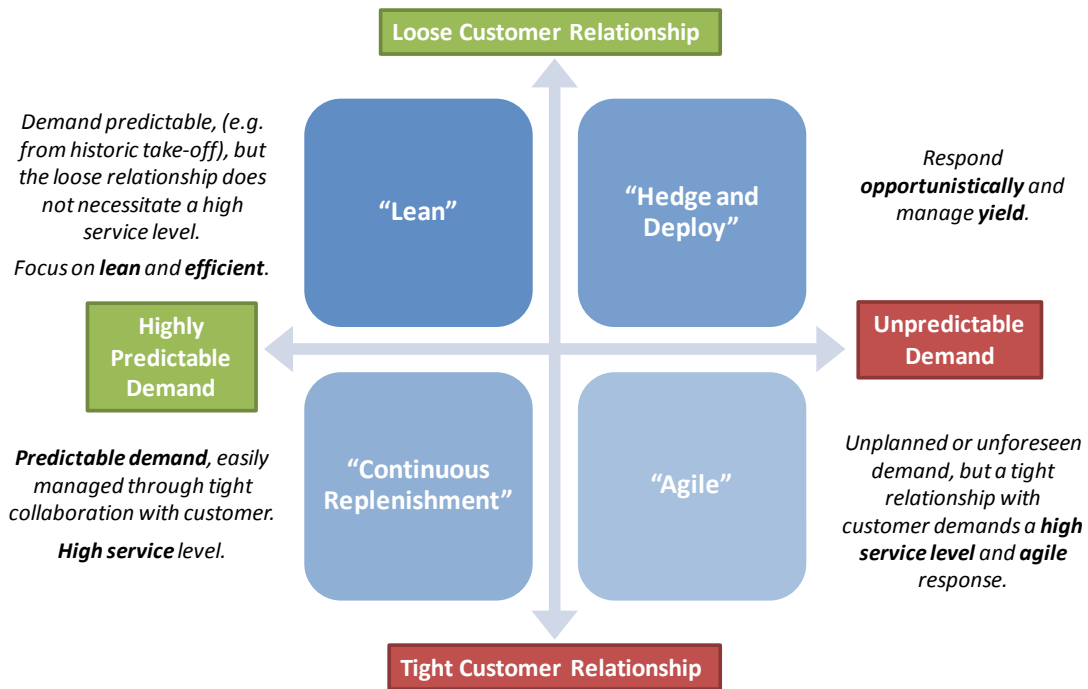 Loose Customer Relationship
Demand predictable, (e.g.
from historic take-off), but
the loose relationship does
not necessitate a high
service level.
Focus on lean and efficient.
“Lean”
“Hedge and
Deploy”
Respond
opportunistically and
manage yield.
Highly
Predictable
Demand
Unpredictable
Demand
Predictable demand, easily
managed through tight
collaboration with customer.
High service level.
“Continuous
Replenishment”
“Agile”
Unplanned or unforeseen
demand, but a tight
relationship with
customer demands a high
service level and agile
response.
Tight Customer Relationship